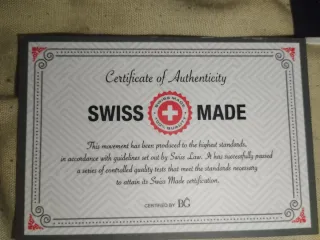 Certificate of Authenticity
SWISS MADE
This movement has been produced to the highest standards,
in accordance with guidelines set out by Swiss Law. It has successfully passed
a series of controlled quality tests that meet the standards necessary
to attain its Swiss Made certification.
CERTIFIED BY BG